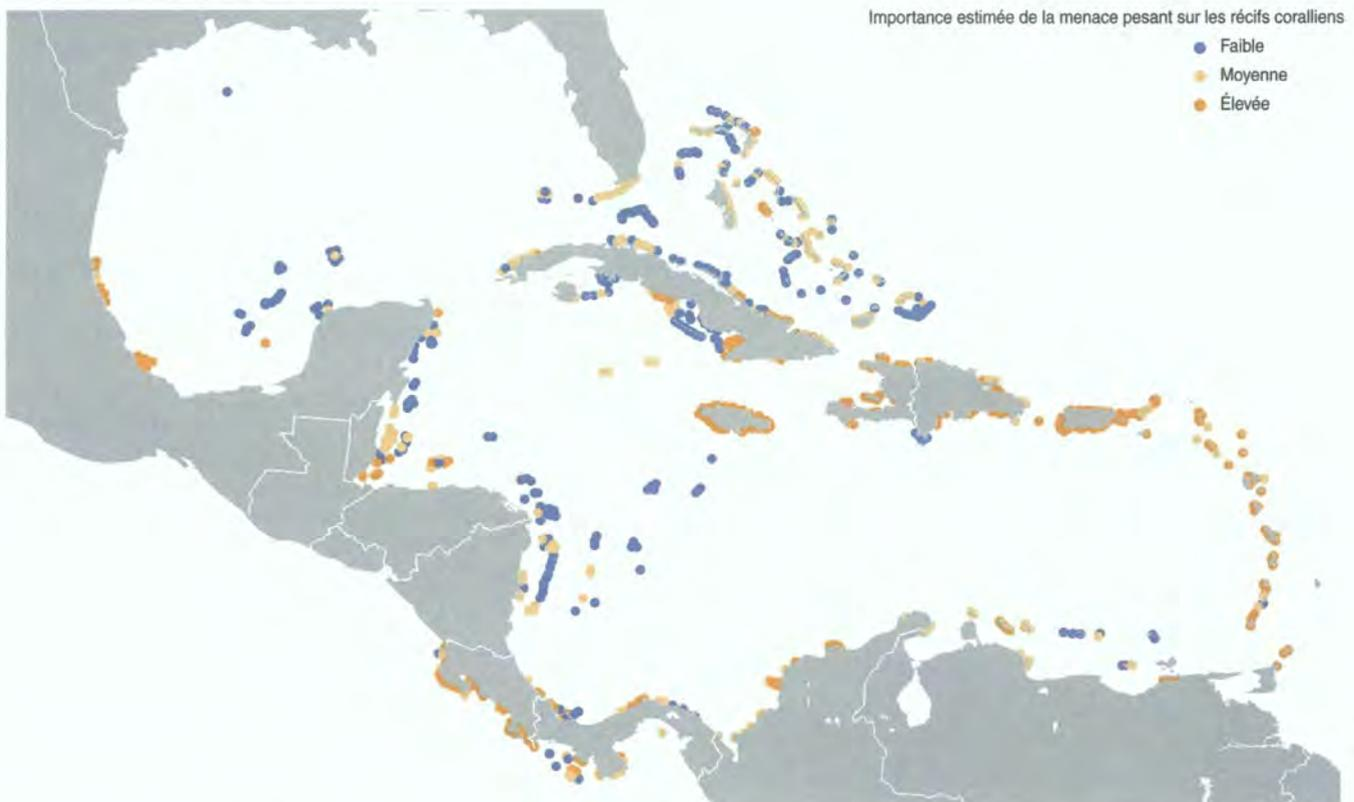 Importance estimée de la menace pesant sur les récifs coralliens
Faible
Moyenne
Élevée